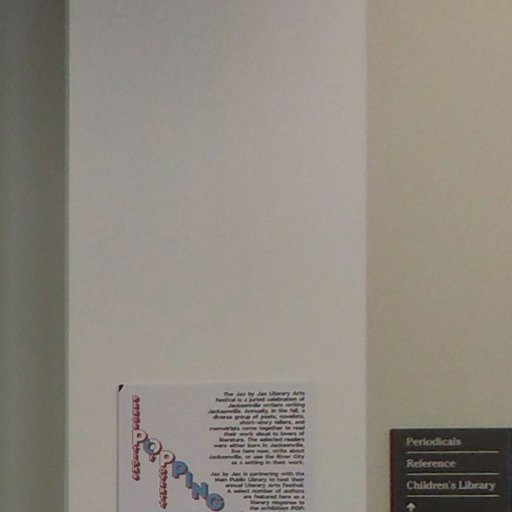 The Jax by Jax Literary Arts
Festival is a juried celebration of
Jacksonville writers writing
Jacksonville. Annually, in the fall, a
diverse group of poets, novelists,
short-story tellers, and
memoirists come together to read
their work aloud to lovers of
literature. The selected readers
were either born in Jacksonville,
live here now, write about
Jacksonville, or use the River City
as a setting in their work.
Jax by Jax is partnering with the
Main Public Library to host their
annual Literary Arts Festival.
A select number of authors
are featured here as a
literary response to
the exhibition POP!
POPPING
Periodicals
Reference
Children's Library